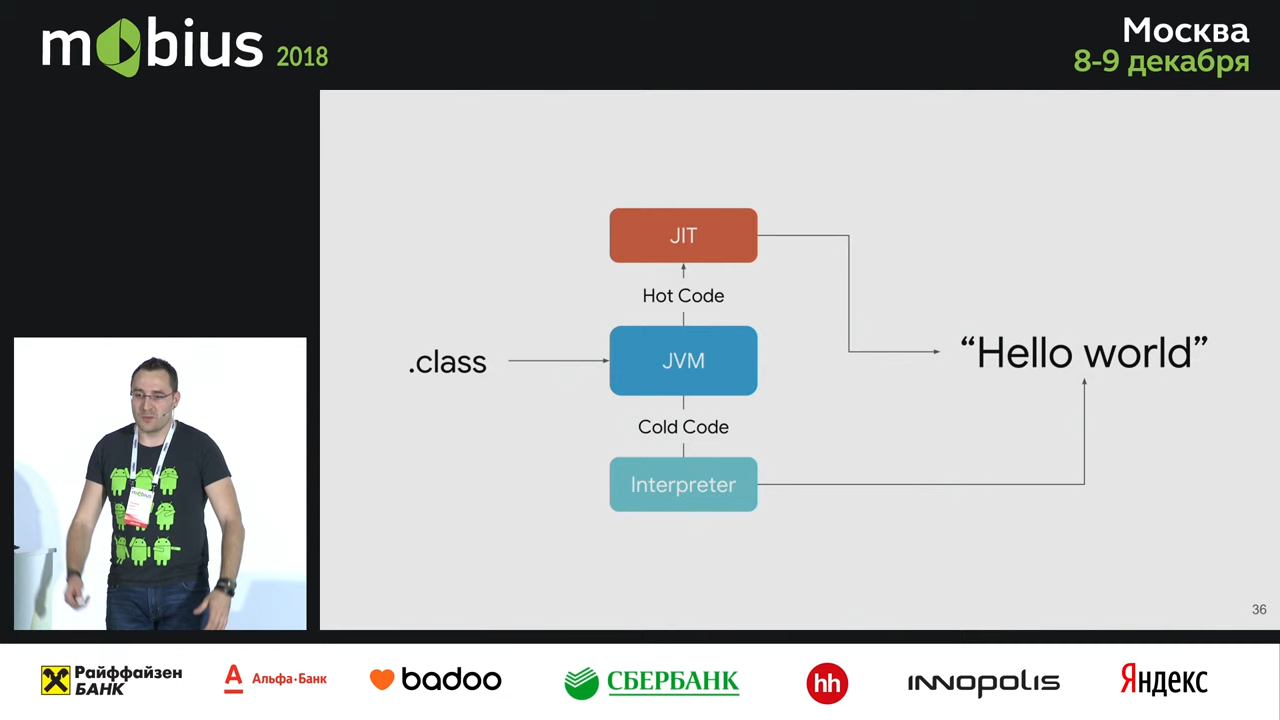 mobius 2018
Москва
8-9 декабря
JIT
Hot Code
.class
JVM
"Hello world"
Cold Code
Interpreter
36
mobius
Райффайзен
БАНК
Альфа·Банк
badoo
СБЕРБАНК
hh
INNOPOLIS
Яндекс